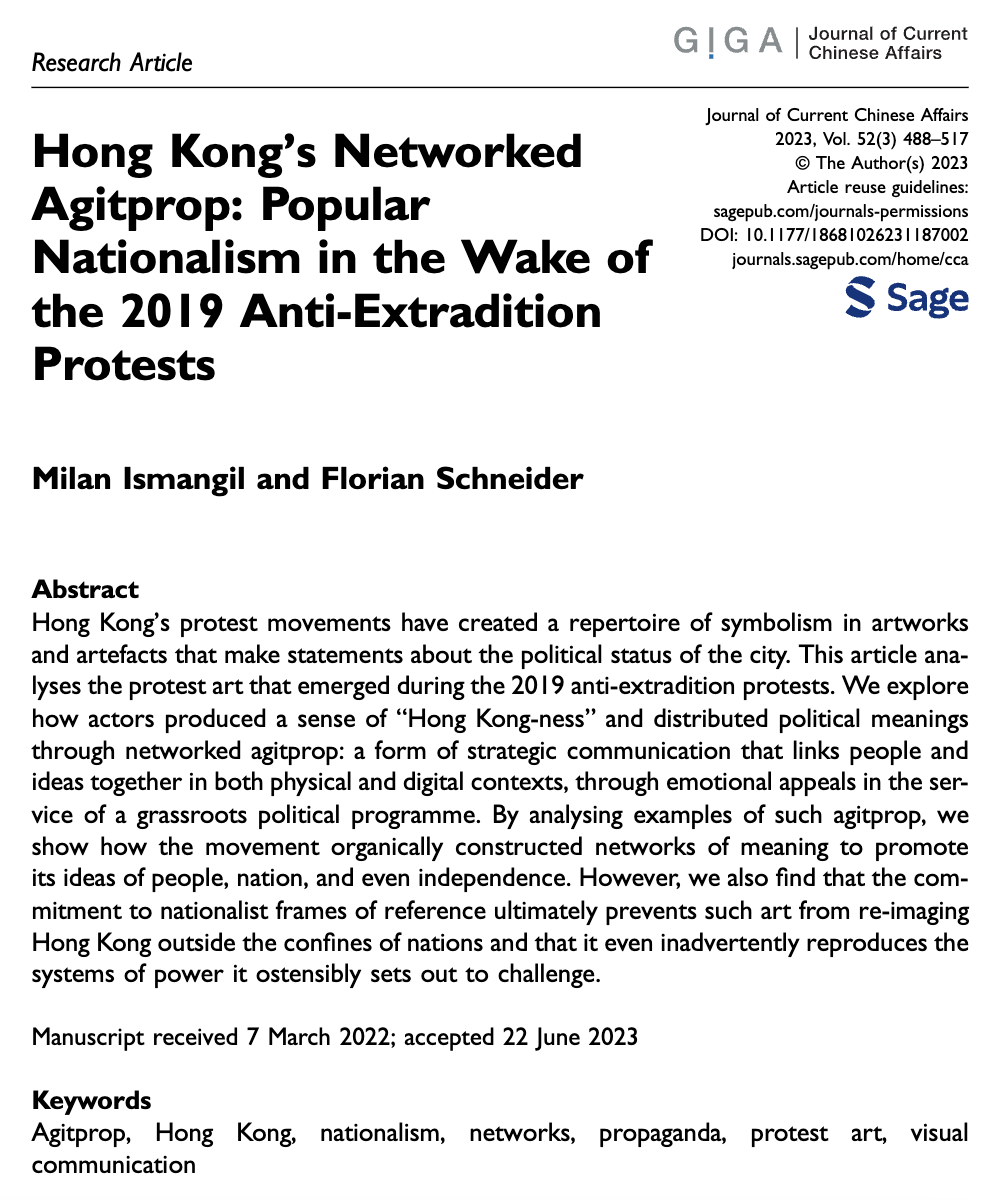 Research Article
GIGA | Journal of Current
Chinese Affairs
Journal of Current Chinese Affairs
2023, Vol. 52(3) 488–517
© The Author(s) 2023
Article reuse guidelines:
sagepub.com/journals-permissions
DOI: 10.1177/18681026231187002
journals.sagepub.com/home/cca
Sage
Hong Kong’s Networked
Agitprop: Popular
Nationalism in the Wake of
the 2019 Anti-Extradition
Protests
Milan Ismangil and Florian Schneider
Abstract
Hong Kong’s protest movements have created a repertoire of symbolism in artworks
and artefacts that make statements about the political status of the city. This article ana-
lyses the protest art that emerged during the 2019 anti-extradition protests. We explore
how actors produced a sense of “Hong Kong-ness” and distributed political meanings
through networked agitprop: a form of strategic communication that links people and
ideas together in both physical and digital contexts, through emotional appeals in the ser-
vice of a grassroots political programme. By analysing examples of such agitprop, we
show how the movement organically constructed networks of meaning to promote
its ideas of people, nation, and even independence. However, we also find that the com-
mitment to nationalist frames of reference ultimately prevents such art from re-imaging
Hong Kong outside the confines of nations and that it even inadvertently reproduces the
systems of power it ostensibly sets out to challenge.
Manuscript received 7 March 2022; accepted 22 June 2023
Keywords
Agitprop, Hong Kong, nationalism, networks, propaganda, protest art, visual
communication